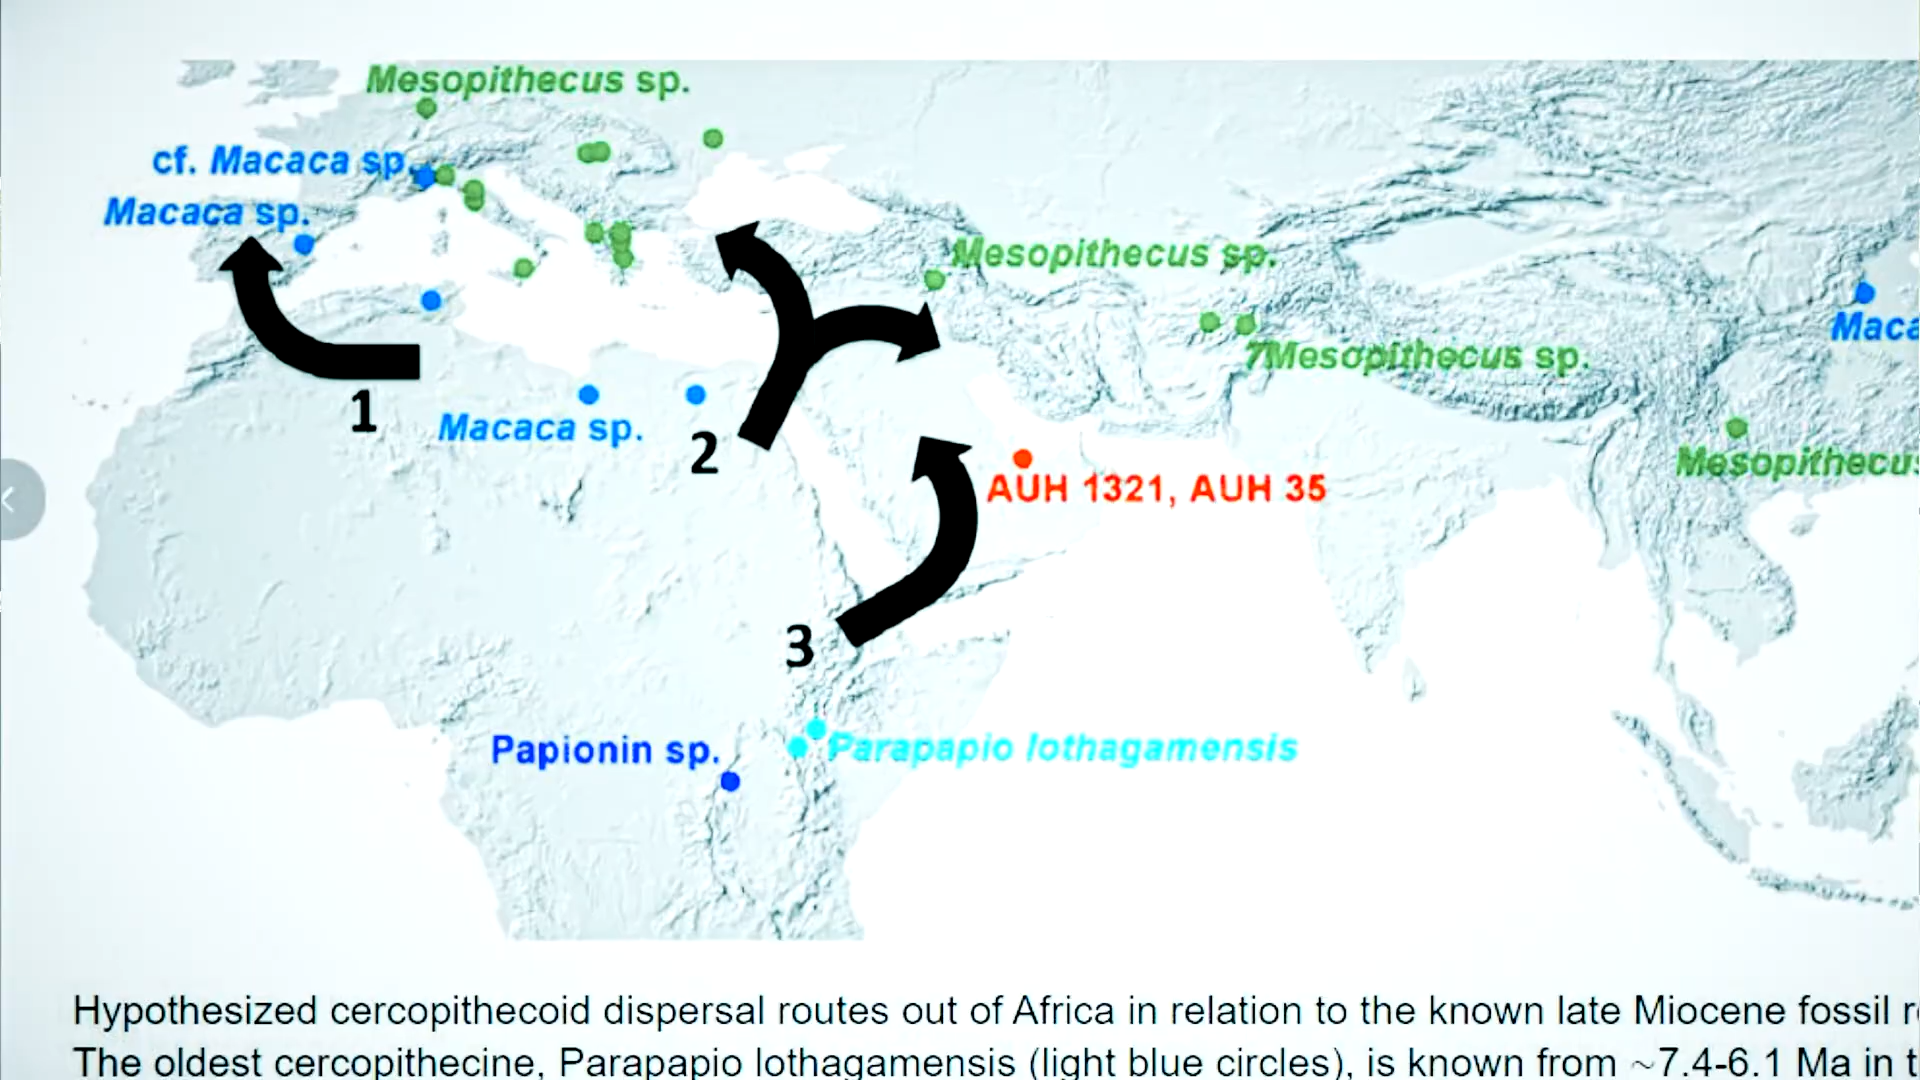 Mesopithecus sp.
cf. Macaca sp.
Macaca sp.
Mesopithecus sp.
Maca
7Mesopithecus sp.
1
Macaca sp.
2
Mesopithecus
AUH 1321, AUH 35
3
Papionin sp.
Parapapio lothagamensis
Hypothesized cercopithecoid dispersal routes out of Africa in relation to the known late Miocene fossil r
The oldest cercopithecine, Parapapio lothagamensis (light blue circles), is known from ~7.4-6.1 Ma in t